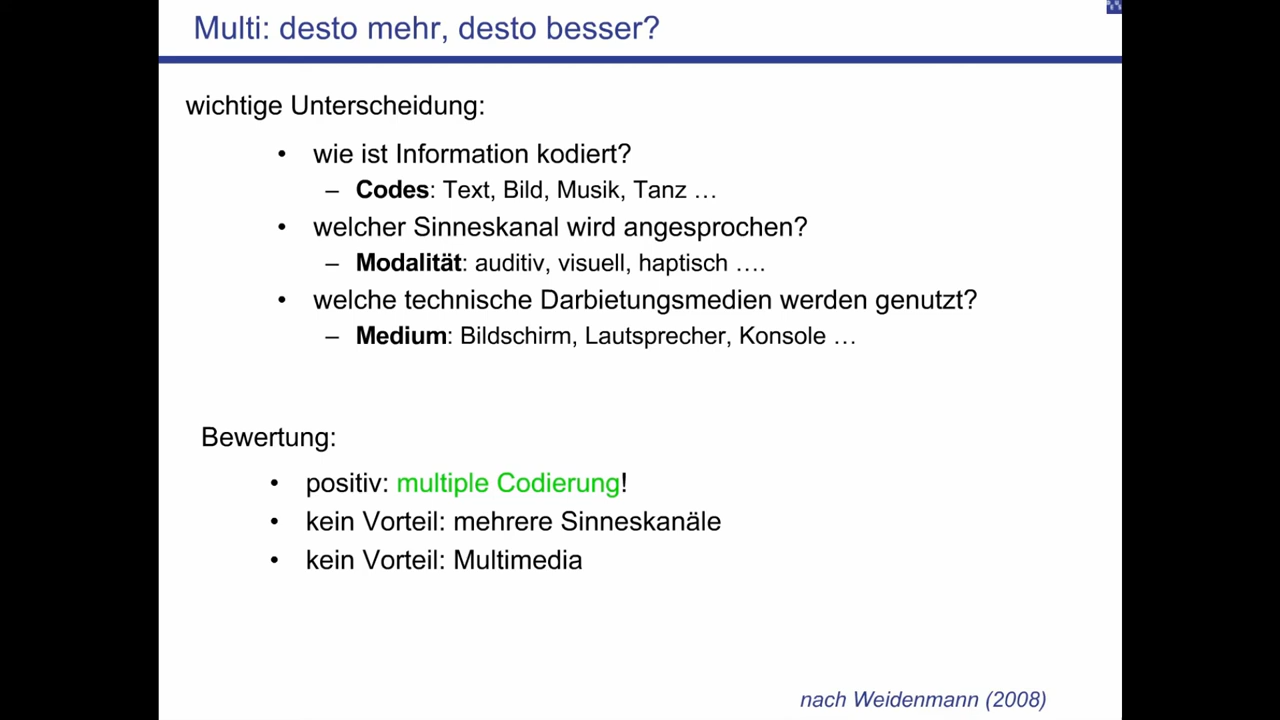 Multi: desto mehr, desto besser?
wichtige Unterscheidung:
• wie ist Information kodiert?
– Codes: Text, Bild, Musik, Tanz …
• welcher Sinneskanal wird angesprochen?
– Modalität: auditiv, visuell, haptisch ….
• welche technische Darbietungsmedien werden genutzt?
– Medium: Bildschirm, Lautsprecher, Konsole …
Bewertung:
• positiv: multiple Codierung!
• kein Vorteil: mehrere Sinneskanäle
• kein Vorteil: Multimedia
nach Weidenmann (2008)